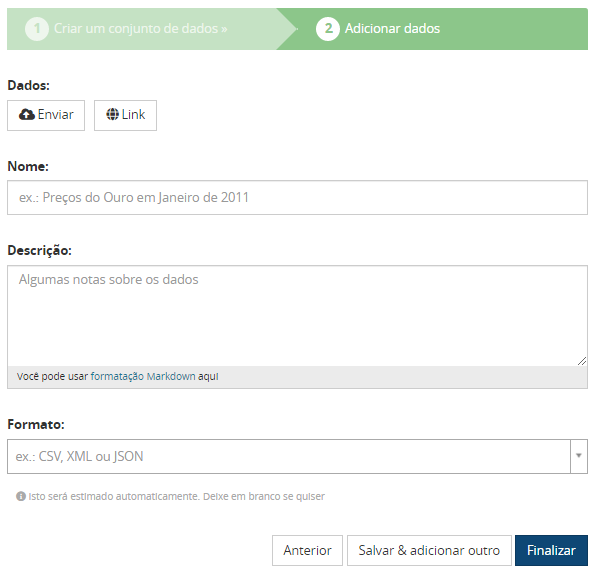 1 Criar um conjunto de dados »
2 Adicionar dados
Dados:
Enviar
Link
Nome:
ex.: Preços do Ouro em Janeiro de 2011
Descrição:
Algumas notas sobre os dados
Você pode usar formatação Markdown aqui
Formato:
ex.: CSV, XML ou JSON
Isto será estimado automaticamente. Deixe em branco se quiser
Anterior
Salvar & adicionar outro
Finalizar